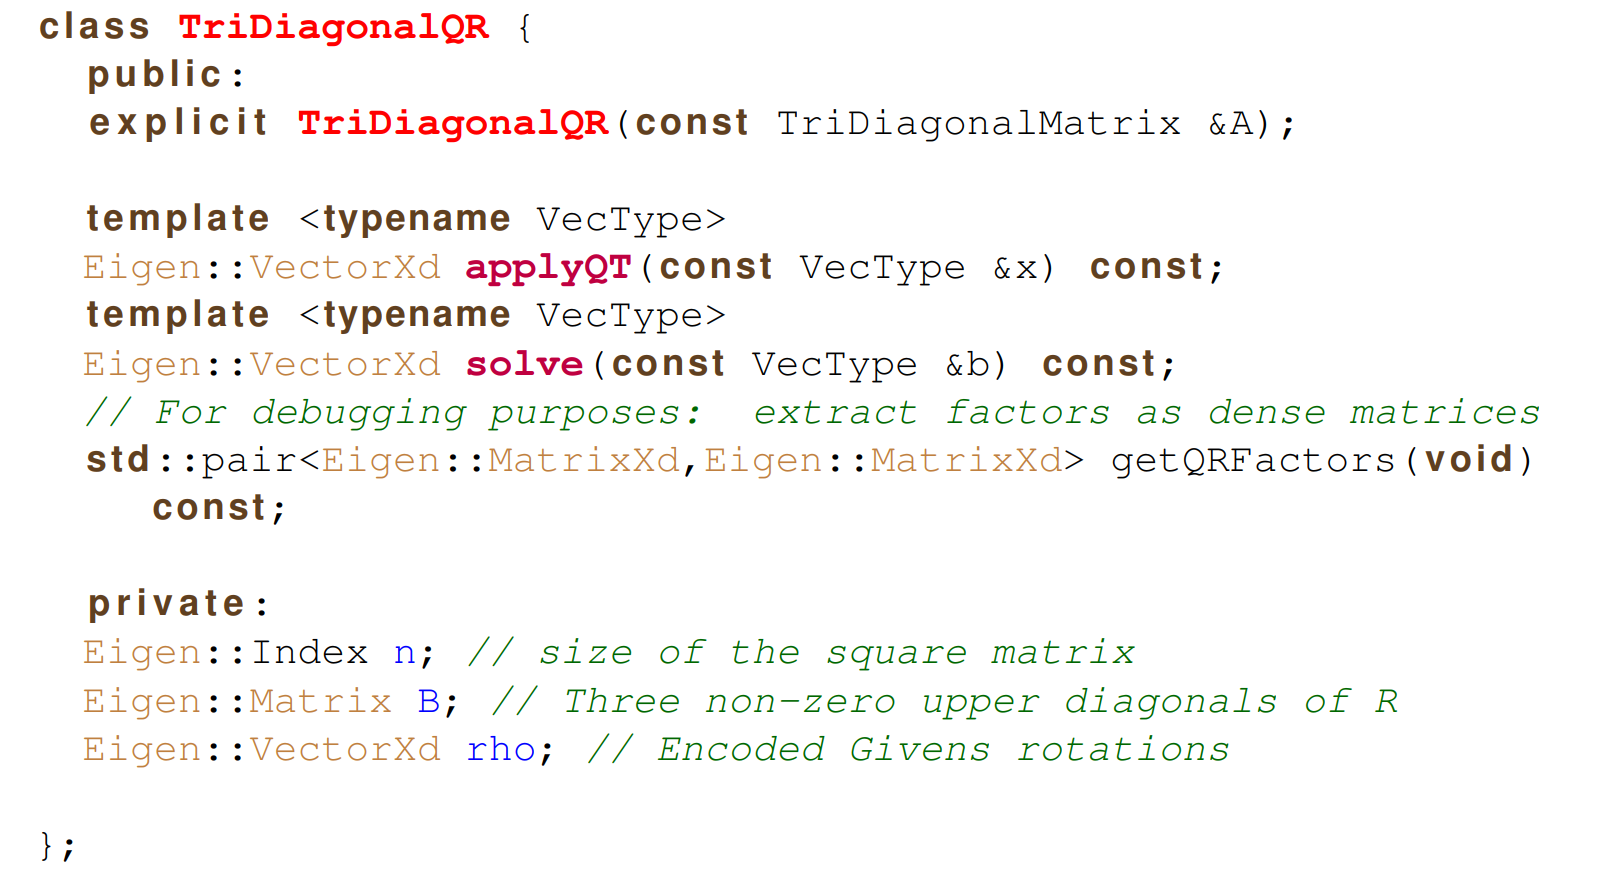 class TriDiagonalQR {
public:
explicit TriDiagonalQR(const TriDiagonalMatrix &A);
template <typename VecType>
Eigen::VectorXd applyQT(const VecType &x) const;
template <typename VecType>
Eigen::VectorXd solve(const VecType &b) const;
// For debugging purposes: extract factors as dense matrices
std::pair<Eigen::MatrixXd,Eigen::MatrixXd> getQRFactors(void)
const;
private:
Eigen::Index n; // size of the square matrix
Eigen::Matrix B; // Three non-zero upper diagonals of R
Eigen::VectorXd rho; // Encoded Givens rotations
};